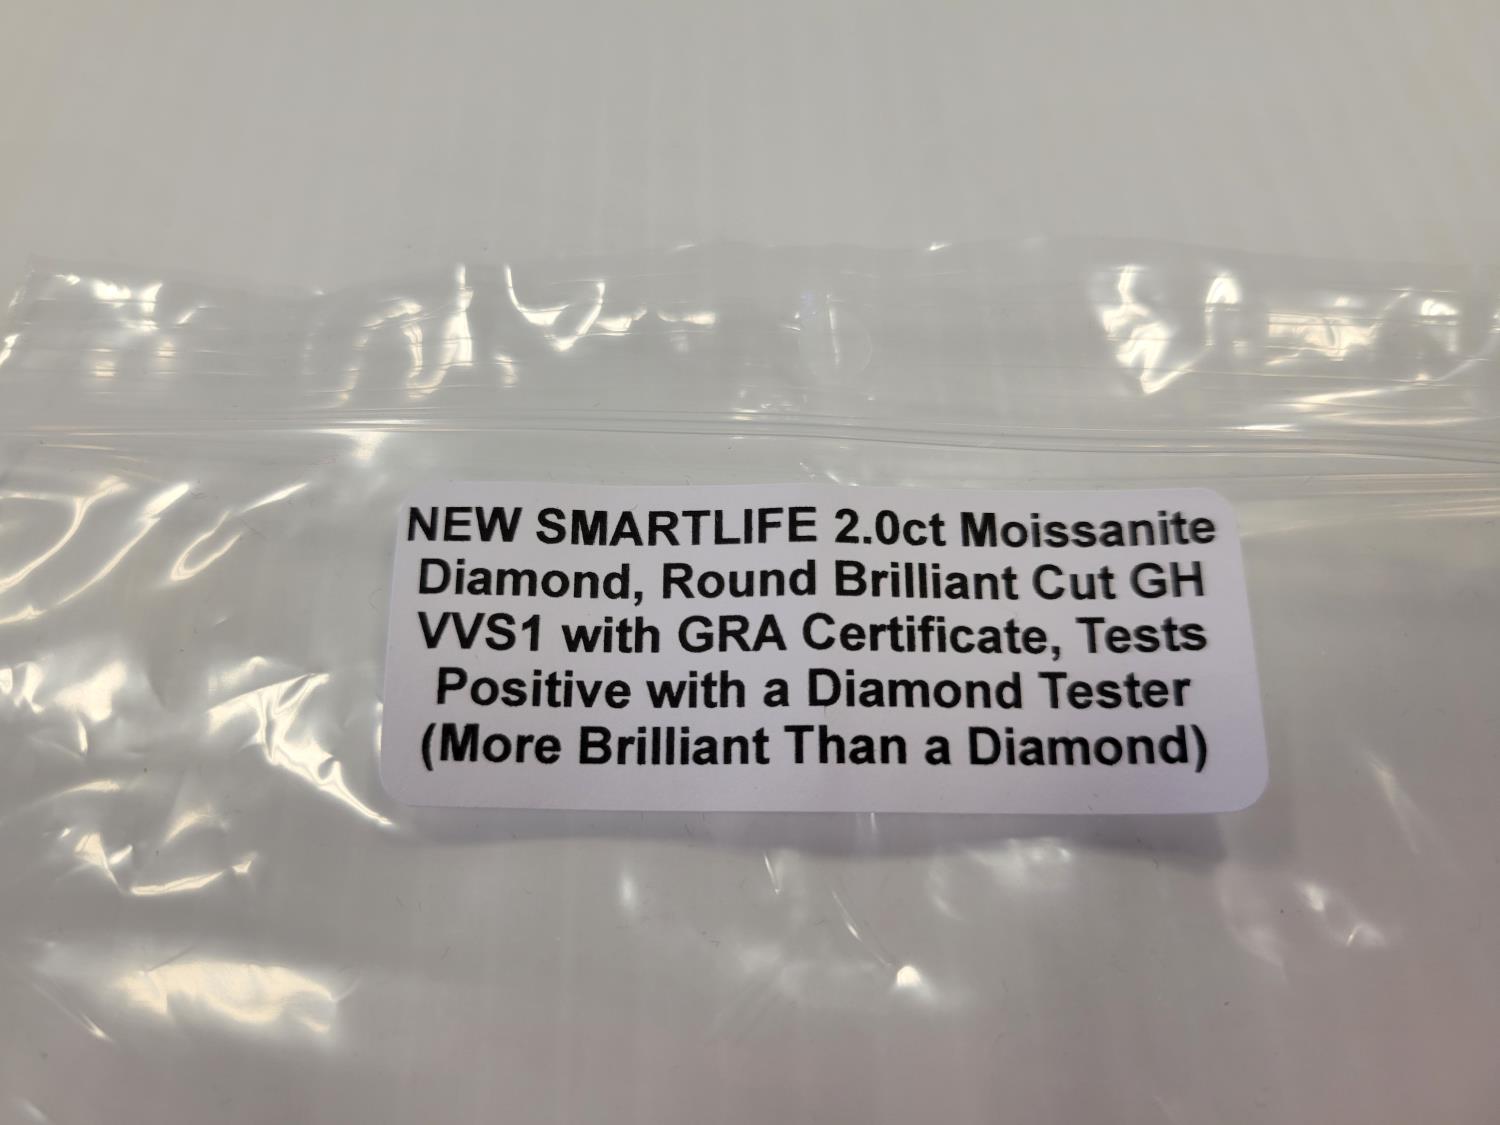 NEW SMARTLIFE 2.0ct Moissanite
Diamond, Round Brilliant Cut GH
VVS1 with GRA Certificate, Tests
Positive with a Diamond Tester
(More Brilliant Than a Diamond)